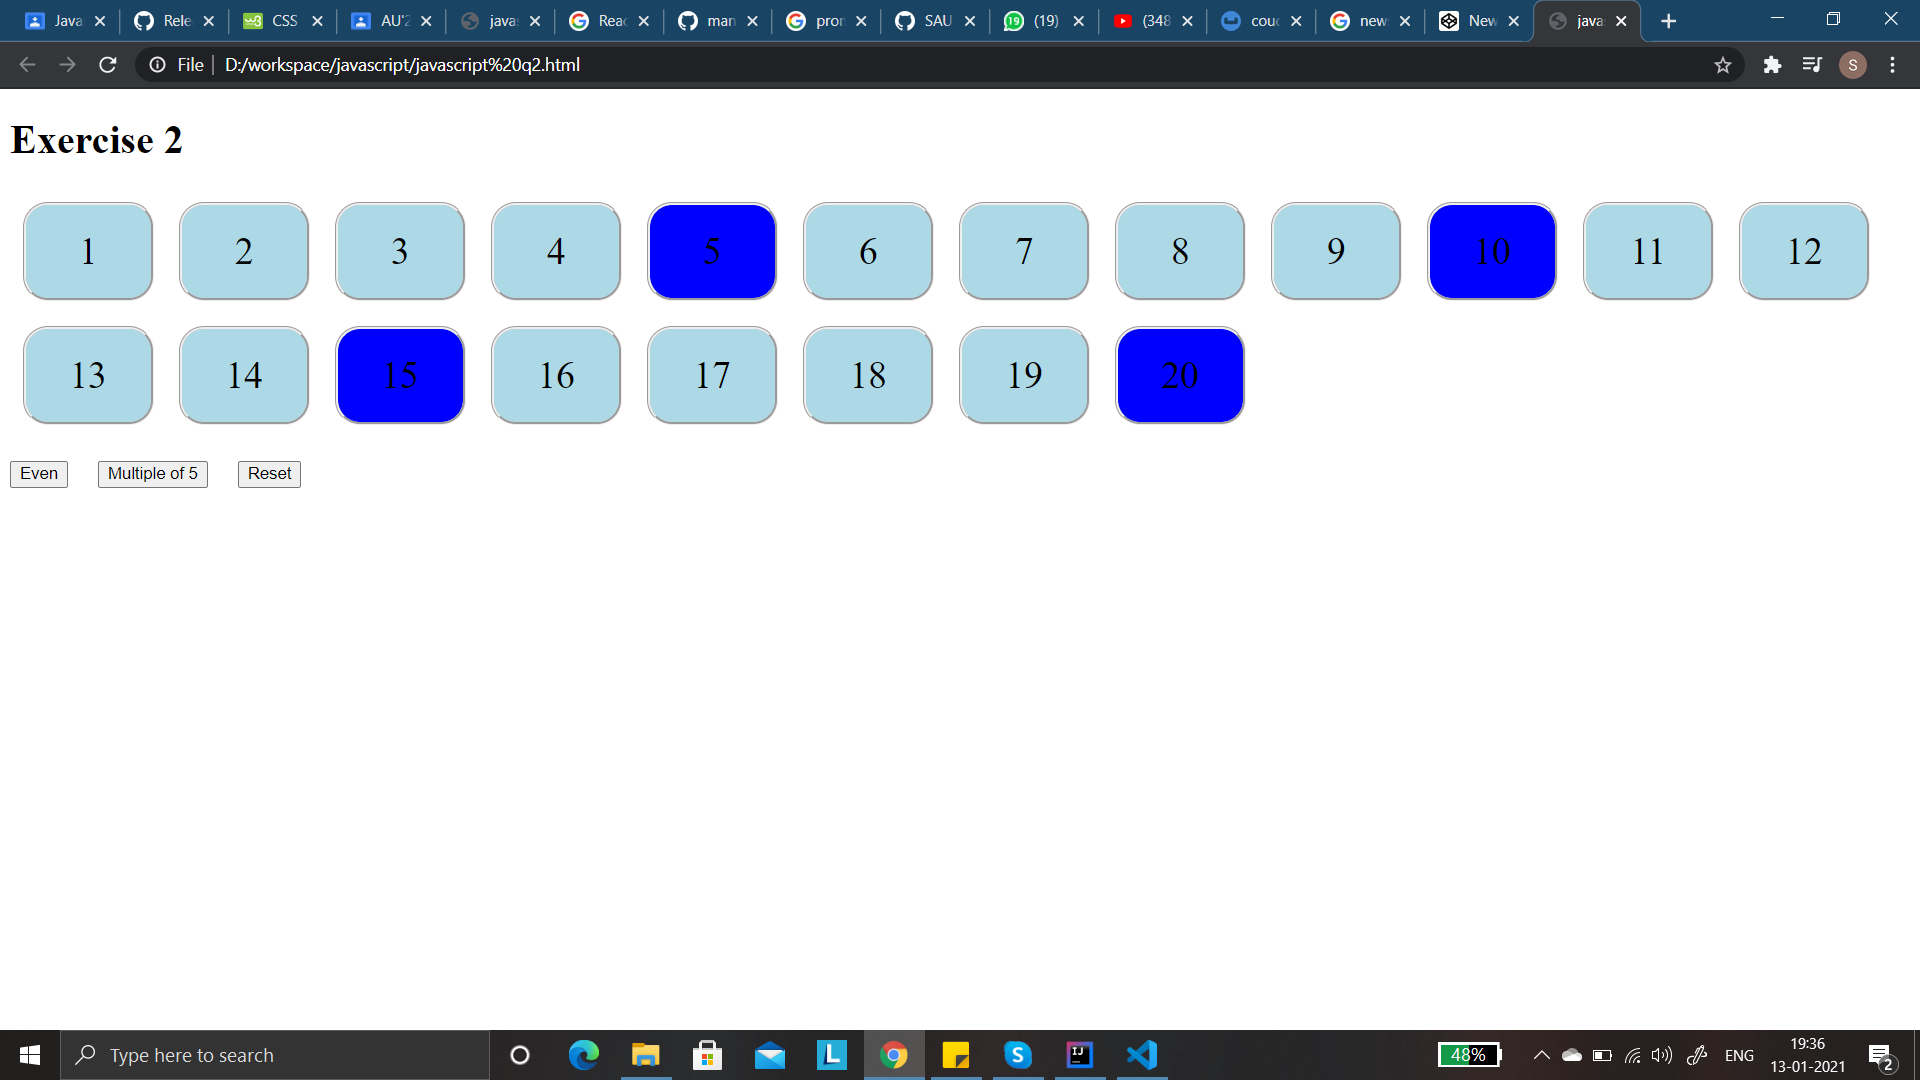 Java
Rele
CSS
AU'2
javas
Reac
man
pron
SAU
(19)
(348
couc
new
New
java
File
D:/workspace/javascript/javascript%20q2.html
S
Exercise 2
1 2 3 4 5 6 7 8 9 10 11 12
13 14 15 16 17 18 19 20
Even Multiple of 5 Reset
Type here to search
48%
ENG
19:36
13-01-2021
2